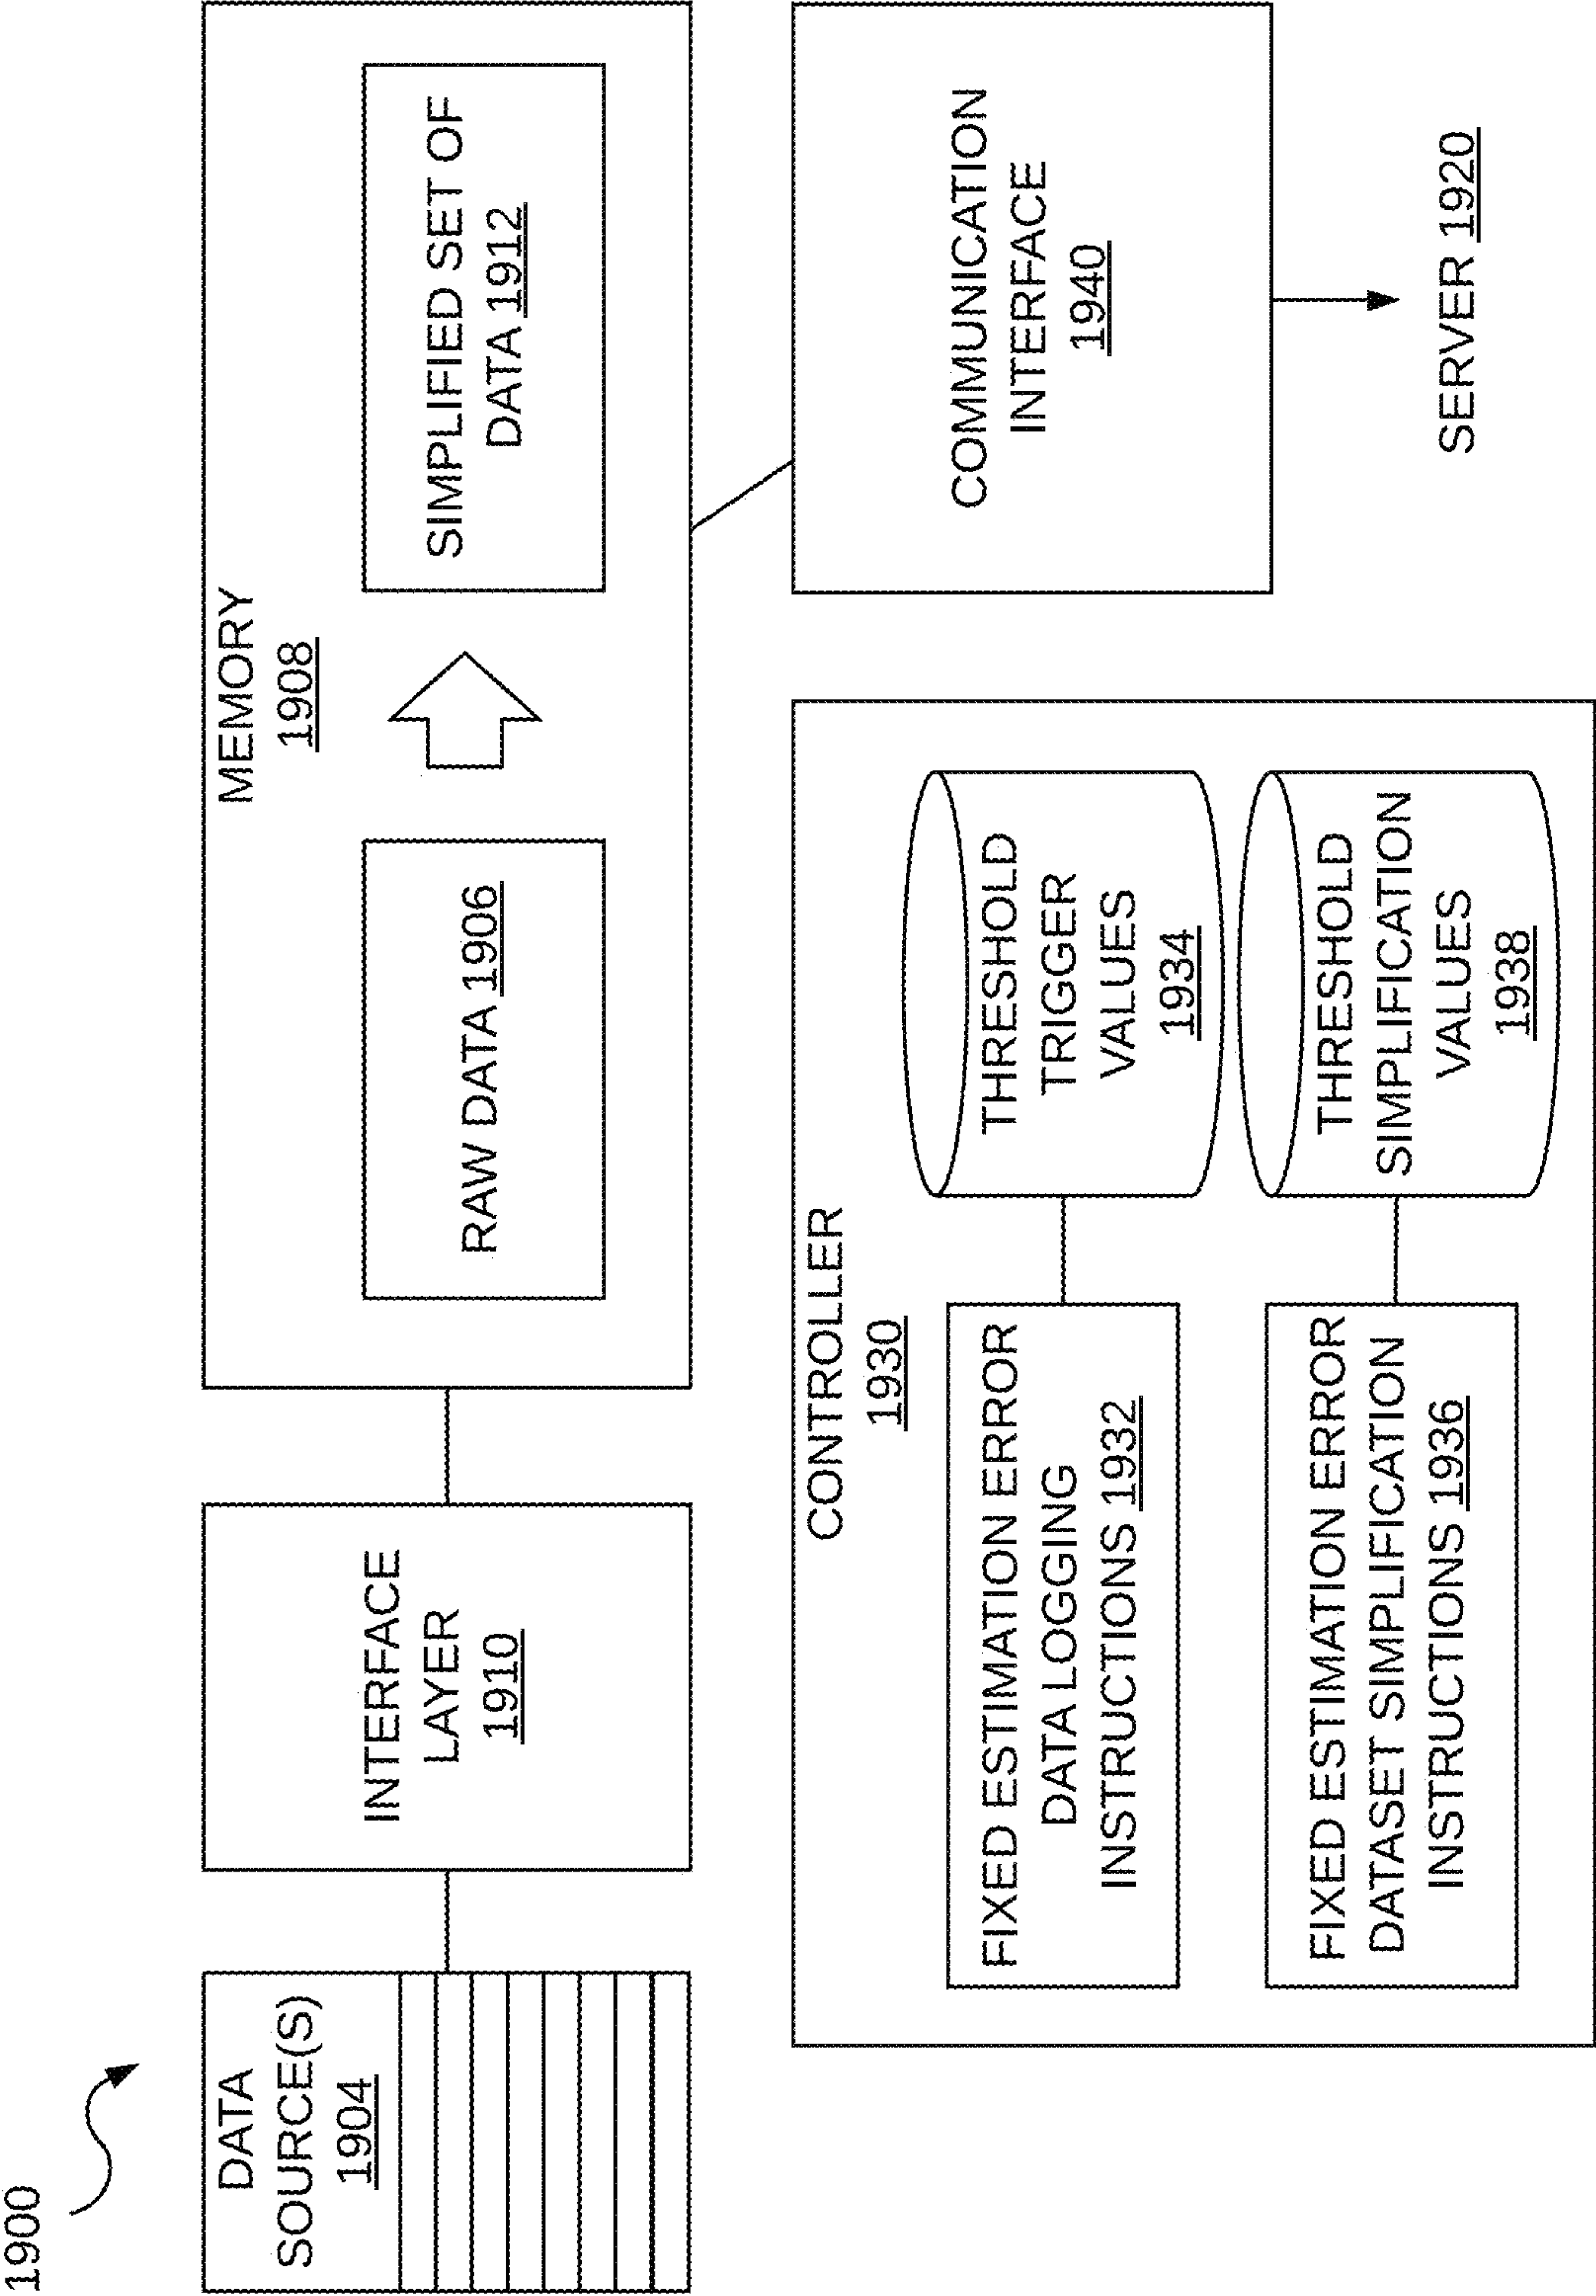 1900
DATA
SOURCE(S)
1904
INTERFACE
LAYER
1910
MEMORY
1908
RAW DATA 1906
SIMPLIFIED SET OF
DATA 1912
CONTROLLER
1930
FIXED ESTIMATION ERROR
DATA LOGGING
INSTRUCTIONS 1932
THRESHOLD
TRIGGER
VALUES
1934
FIXED ESTIMATION ERROR
DATASET SIMPLIFICATION
INSTRUCTIONS 1936
THRESHOLD
SIMPLIFICATION
VALUES
1938
COMMUNICATION
INTERFACE
1940
SERVER 1920